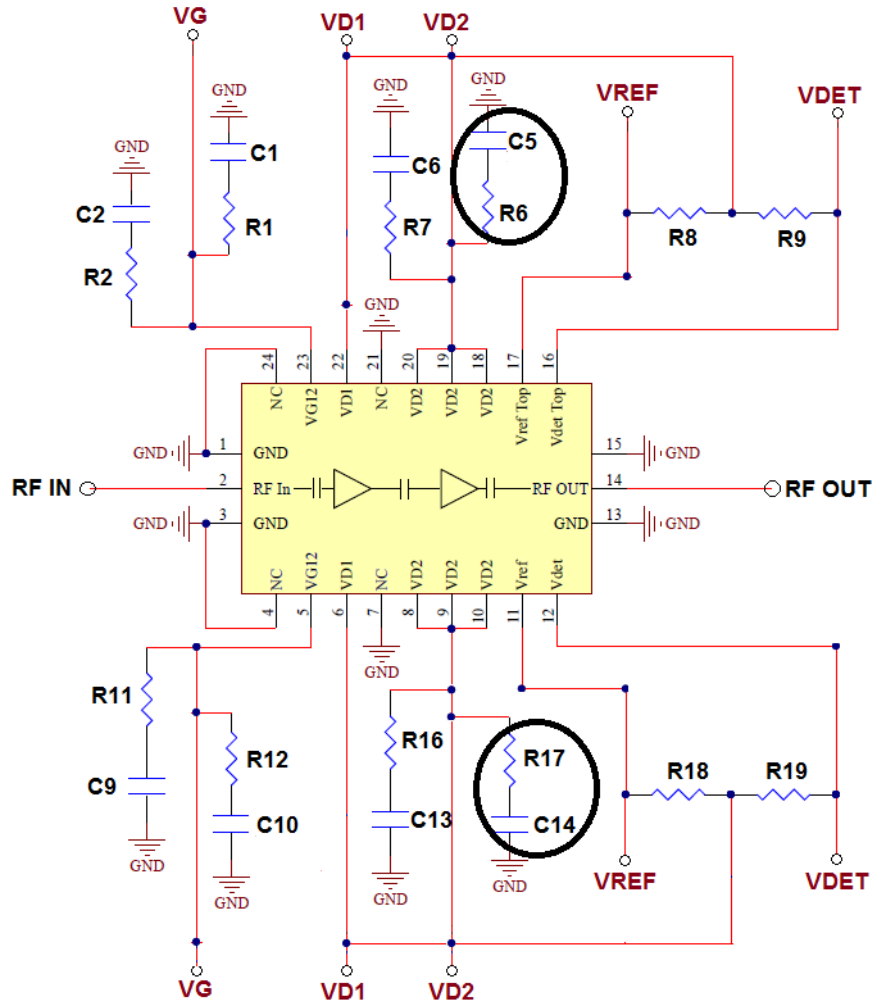 VG
VD1
VD2
GND
GND
GND
VREF
VDET
C1
C5
C6
GND
C2
R1
R7
R6
R8
R9
R2
GND
24
23
22
21
20
19
18
17
16
NC
VG12
VD1
NC
VD2
VD2
VD2
Vref Top
Vdet Top
GND
1
GND
15
GND
RF IN
2
RF In
RF OUT
14
RF OUT
GND
3
GND
GND
13
GND
NC
VG12
VD1
NC
VD2
VD2
VD2
Vref
Vdet
4
5
6
7
8
9
10
11
12
GND
R11
R12
R16
R17
R18
R19
C9
C10
C13
C14
GND
GND
GND
GND
VREF
VDET
VG
VD1
VD2